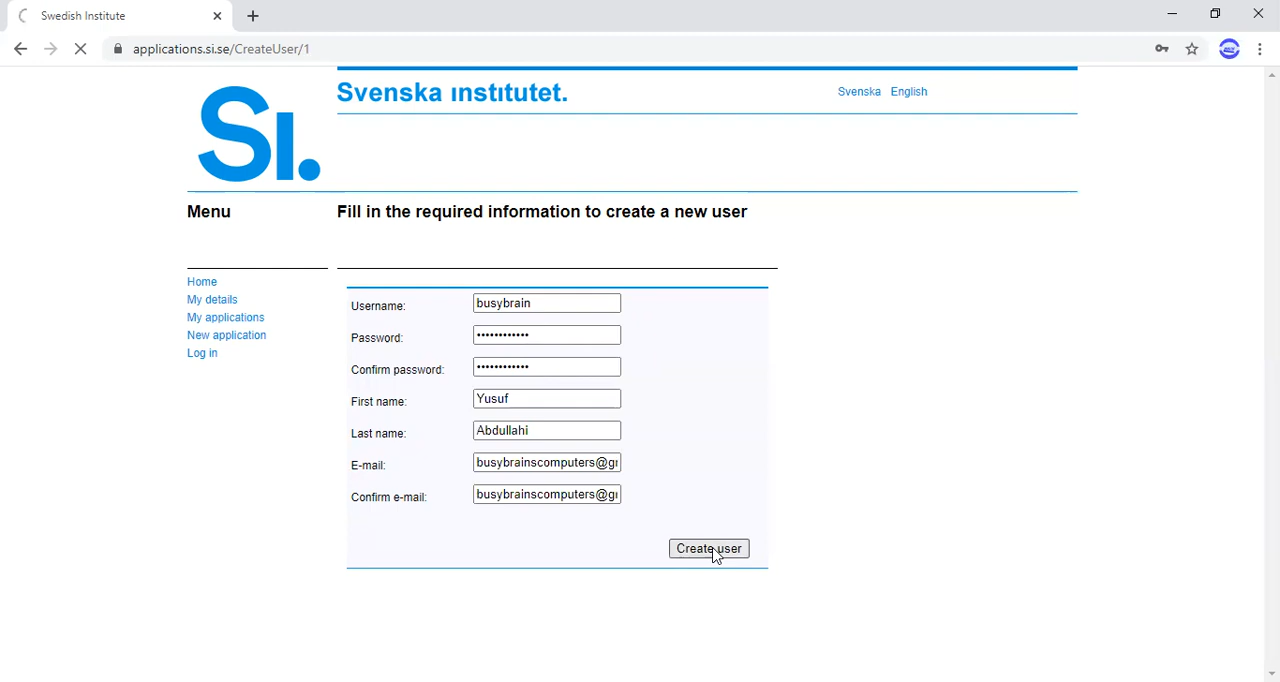 Swedish Institute
applications.si.se/CreateUser/1
Si.
Svenska ınstıtutet.
Svenska English
Menu
Fill in the required information to create a new user
Home
My details
My applications
New application
Log in
Username: busybrain
Password: ••••••••••••
Confirm password: ••••••••••••
First name: Yusuf
Last name: Abdullahi
E-mail: busybrainscomputers@g
Confirm e-mail: busybrainscomputers@g
Create user